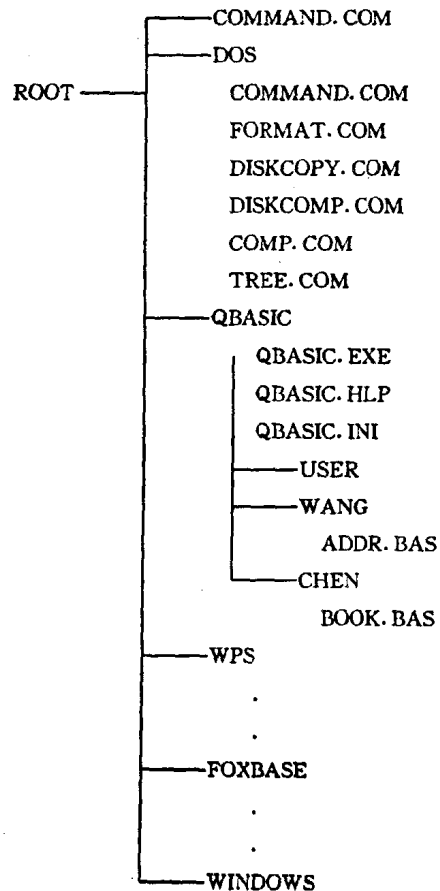 COMMAND.COM
DOS
ROOT
COMMAND.COM
FORMAT.COM
DISKCOPY.COM
DISKCOMP.COM
COMP.COM
TREE.COM
QBASIC
QBASIC.EXE
QBASIC.HLP
QBASIC.INI
USER
WANG
ADDR.BAS
CHEN
BOOK.BAS
WPS
.
.
FOXBASE
.
.
WINDOWS